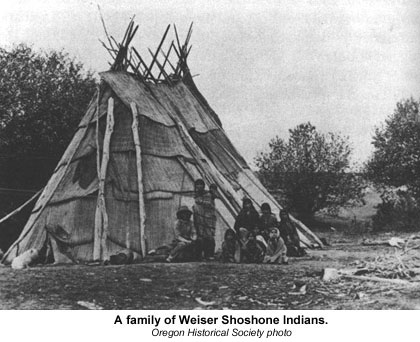 A family of Weiser Shoshone Indians.
Oregon Historical Society photo